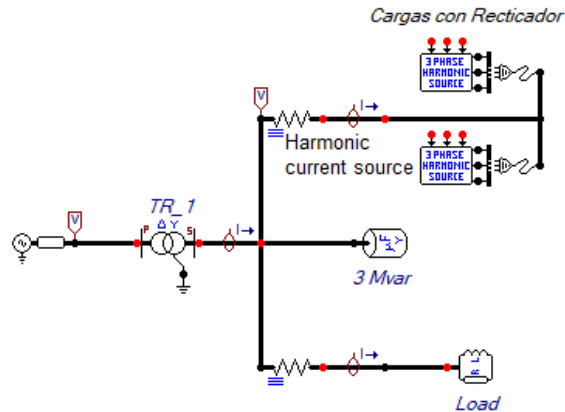 Cargas con Recticador
3 PHASE
HARMONIC
SOURCE
V
I→
Harmonic
current source
3 PHASE
HARMONIC
SOURCE
TR_1
V
P
Δ Y
S
I→
Y
3 Mvar
I→
R L
Load